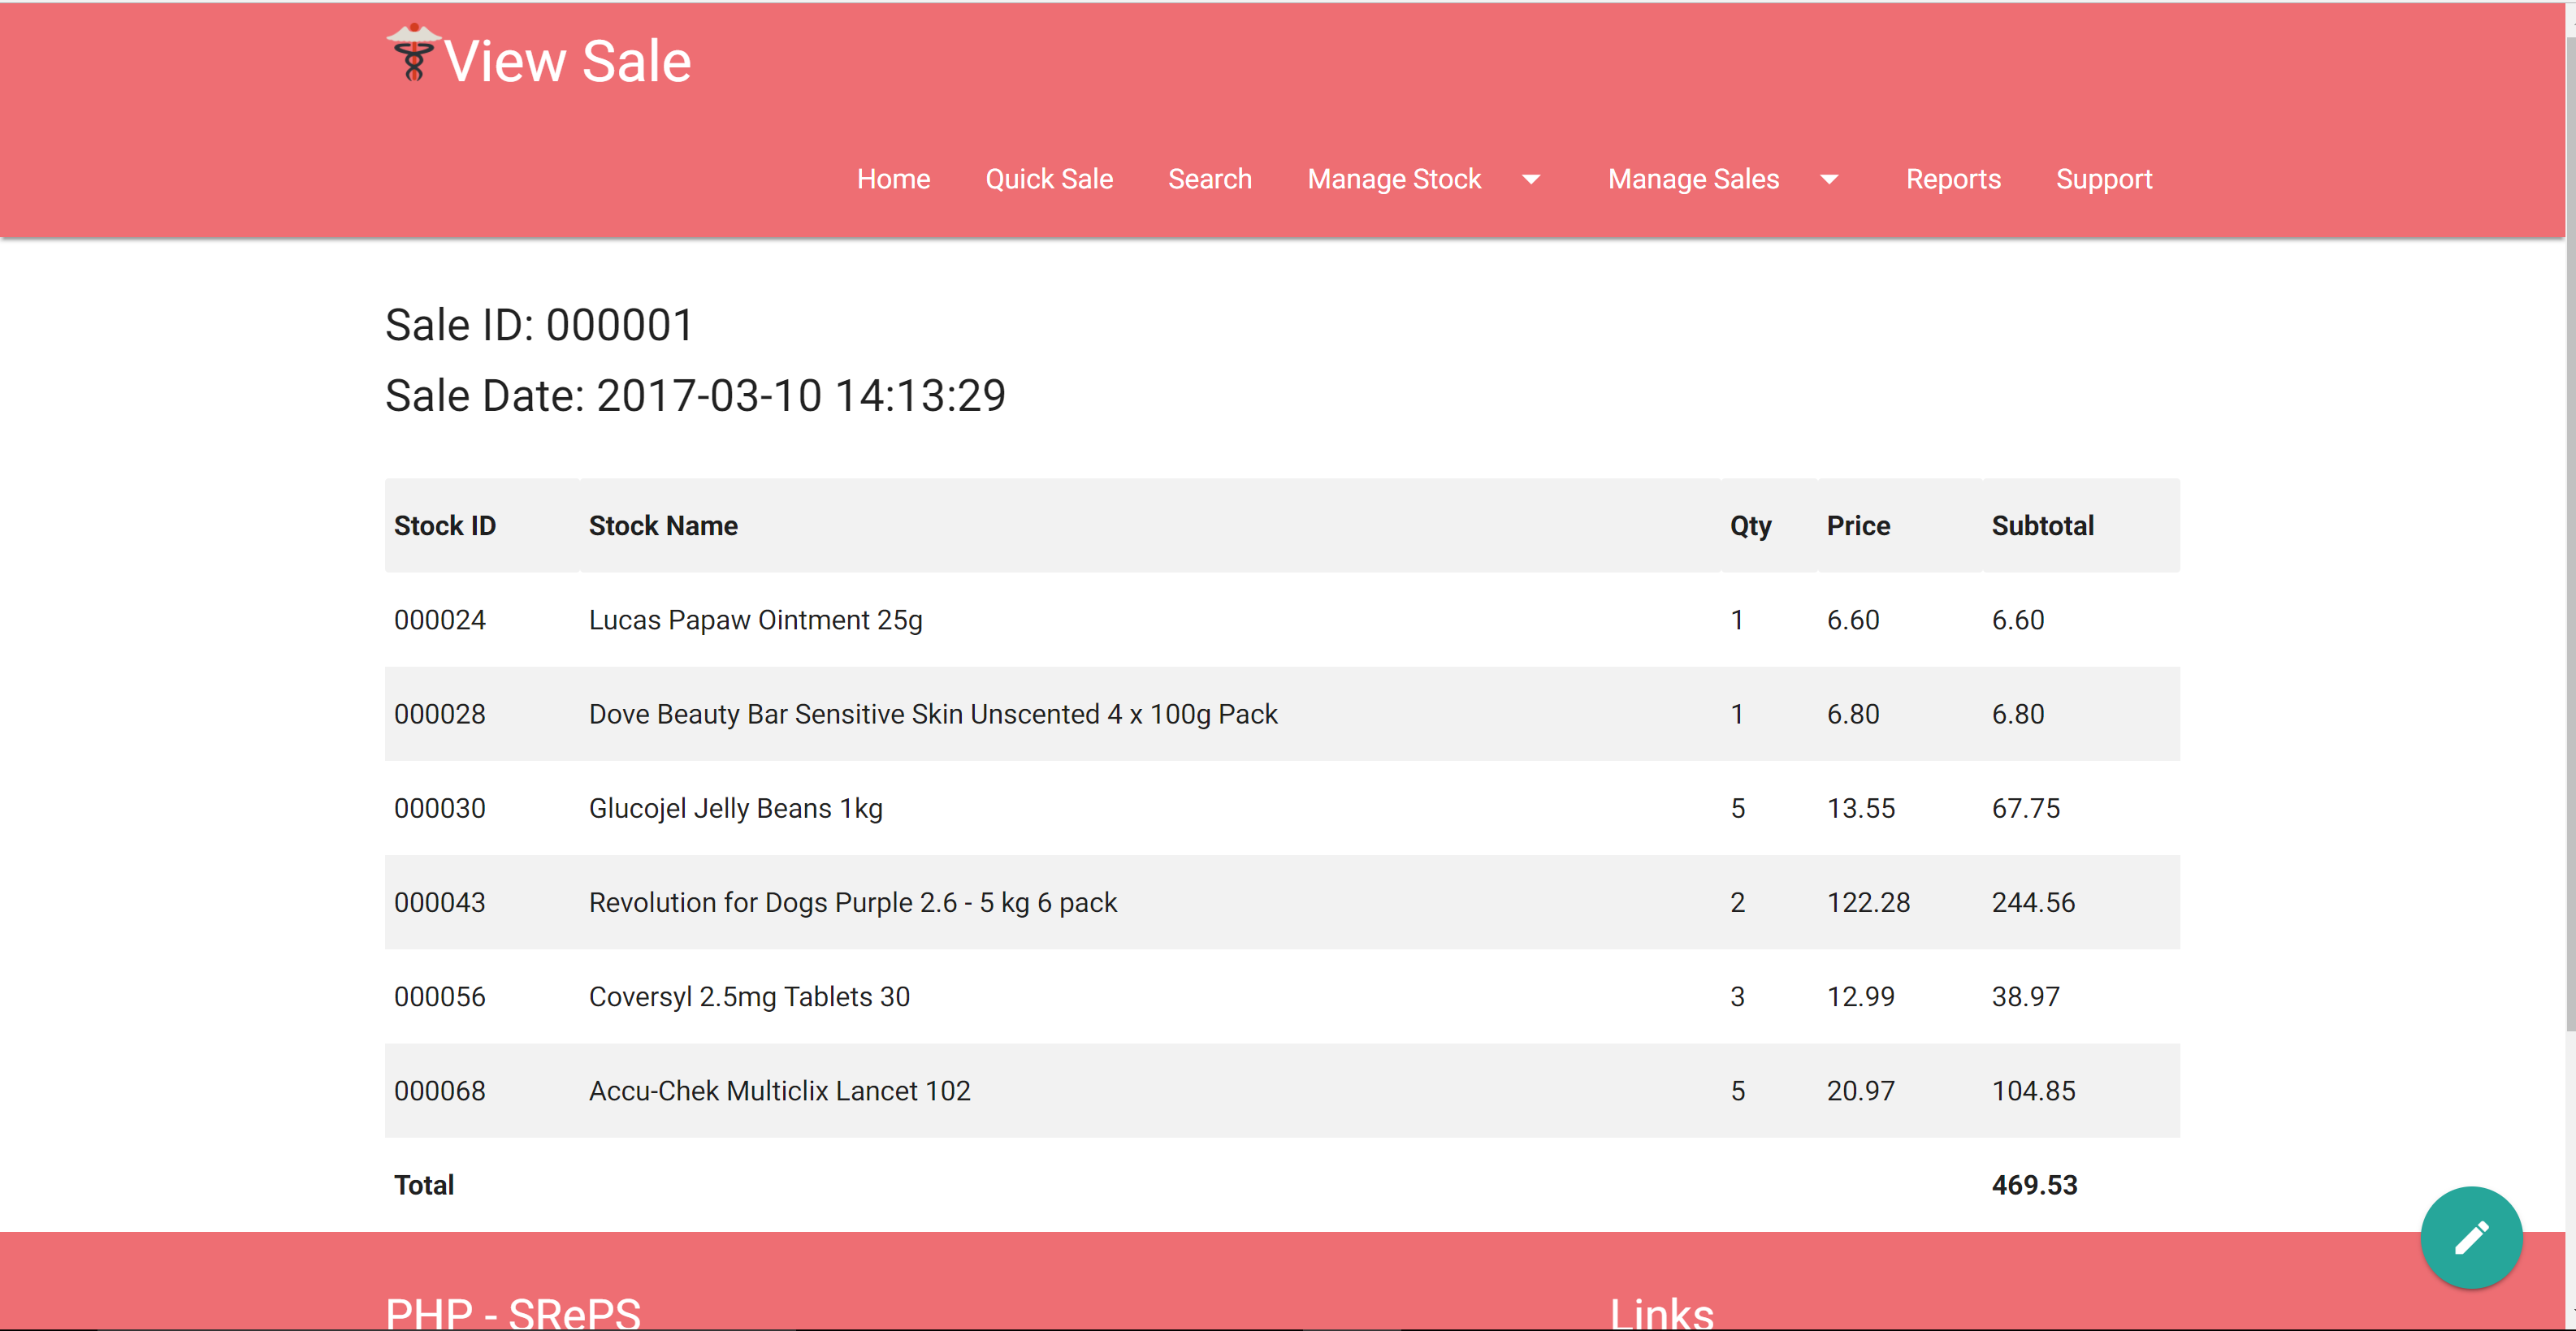 View Sale
Home Quick Sale Search Manage Stock Manage Sales Reports Support
Sale ID: 000001
Sale Date: 2017-03-10 14:13:29
Stock ID Stock Name Qty Price Subtotal
000024 Lucas Papaw Ointment 25g 1 6.60 6.60
000028 Dove Beauty Bar Sensitive Skin Unscented 4 x 100g Pack 1 6.80 6.80
000030 Glucojel Jelly Beans 1kg 5 13.55 67.75
000043 Revolution for Dogs Purple 2.6 - 5 kg 6 pack 2 122.28 244.56
000056 Coversyl 2.5mg Tablets 30 3 12.99 38.97
000068 Accu-Chek Multiclix Lancet 102 5 20.97 104.85
Total 469.53
PHP - SRePS Links